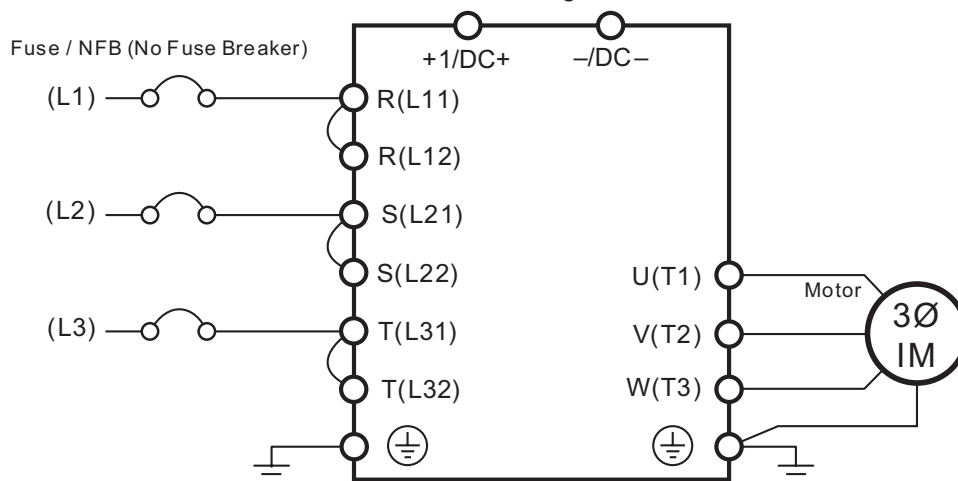 +1/DC+
–/DC–
Fuse / NFB (No Fuse Breaker)
(L1)
R(L11)
R(L12)
(L2)
S(L21)
S(L22)
(L3)
T(L31)
T(L32)
U(T1)
Motor
V(T2)
W(T3)
3Ø
IM